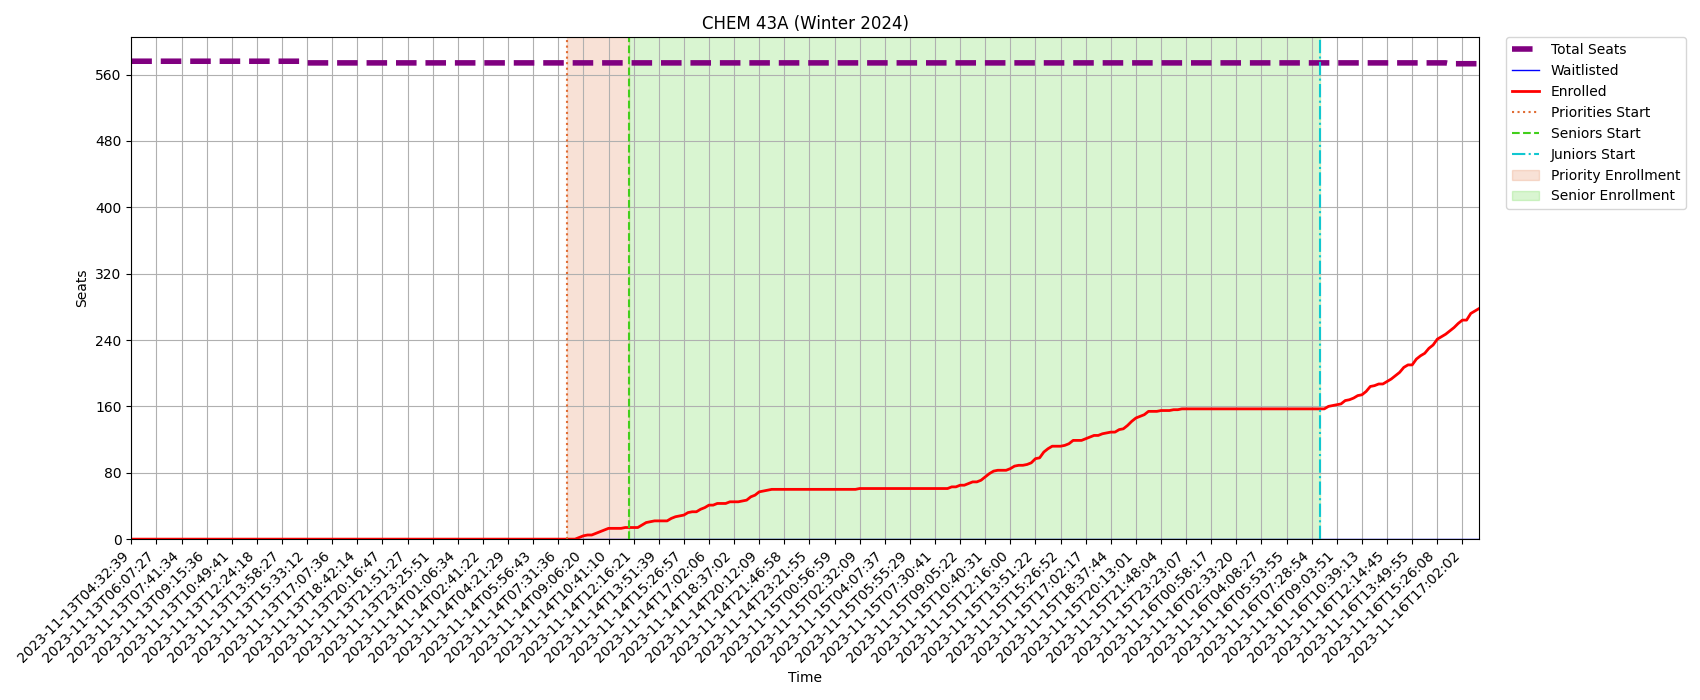 CHEM 43A (Winter 2024)
Total Seats
Waitlisted
Enrolled
Priorities Start
Seniors Start
Juniors Start
Priority Enrollment
Senior Enrollment
Seats
560
480
400
320
240
160
80
0
2023-11-13T04:32:39
2023-11-13T06:07:27
2023-11-13T07:41:34
2023-11-13T09:15:36
2023-11-13T10:49:41
2023-11-13T12:24:18
2023-11-13T13:58:27
2023-11-13T15:33:12
2023-11-13T17:07:36
2023-11-13T18:42:14
2023-11-13T20:16:47
2023-11-13T21:51:27
2023-11-13T23:25:51
2023-11-14T01:06:34
2023-11-14T02:41:22
2023-11-14T04:21:29
2023-11-14T05:56:43
2023-11-14T07:31:36
2023-11-14T09:06:20
2023-11-14T10:41:10
2023-11-14T12:16:21
2023-11-14T13:51:39
2023-11-14T15:26:57
2023-11-14T17:02:06
2023-11-14T18:37:02
2023-11-14T20:12:09
2023-11-14T21:46:58
2023-11-14T23:21:55
2023-11-15T00:56:59
2023-11-15T02:32:09
2023-11-15T04:07:37
2023-11-15T05:55:29
2023-11-15T07:30:41
2023-11-15T09:05:22
2023-11-15T10:40:31
2023-11-15T12:16:00
2023-11-15T13:51:22
2023-11-15T15:26:52
2023-11-15T17:02:17
2023-11-15T18:37:44
2023-11-15T20:13:01
2023-11-15T21:48:04
2023-11-15T23:23:07
2023-11-16T00:58:17
2023-11-16T02:33:20
2023-11-16T04:08:27
2023-11-16T05:53:55
2023-11-16T07:28:54
2023-11-16T09:03:51
2023-11-16T10:39:13
2023-11-16T12:14:45
2023-11-16T13:49:55
2023-11-16T15:26:08
2023-11-16T17:02:02
Time